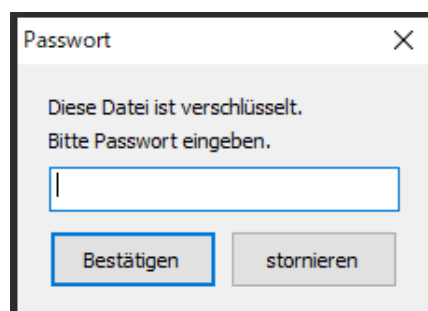 Passwort
Diese Datei ist verschlüsselt.
Bitte Passwort eingeben.
Bestätigen
stornieren